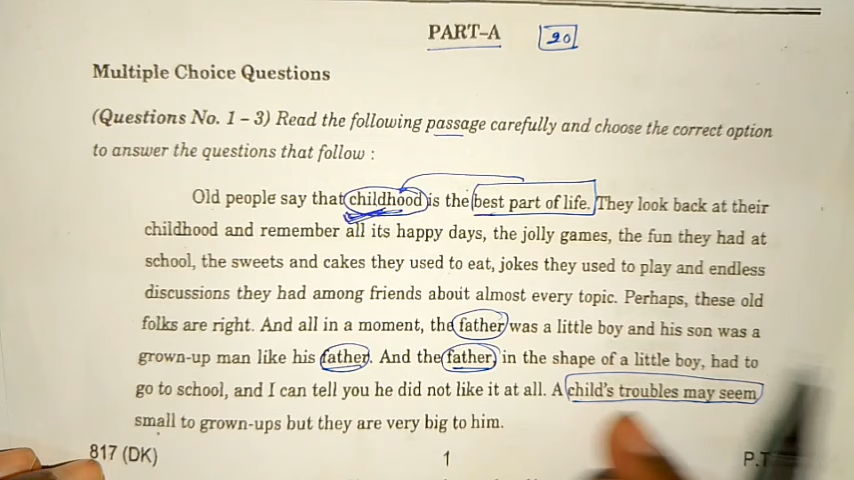 PART–A 20
Multiple Choice Questions
(Questions No. 1 – 3) Read the following passage carefully and choose the correct option
to answer the questions that follow :
Old people say that childhood is the best part of life. They look back at their
childhood and remember all its happy days, the jolly games, the fun they had at
school, the sweets and cakes they used to eat, jokes they used to play and endless
discussions they had among friends about almost every topic. Perhaps, these old
folks are right. And all in a moment, the father was a little boy and his son was a
grown-up man like his father. And the father, in the shape of a little boy, had to
go to school, and I can tell you he did not like it at all. A child's troubles may seem
small to grown-ups but they are very big to him.
817 (DK) 1 P.T